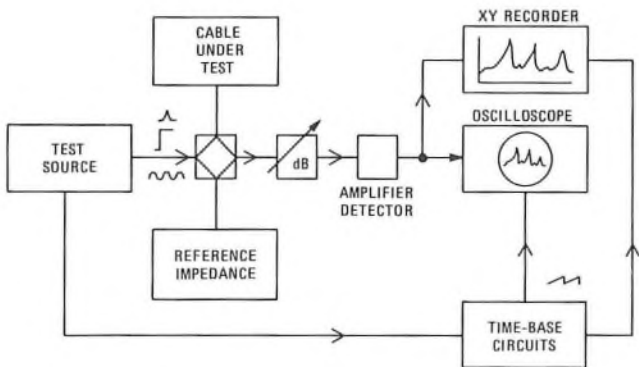 XY RECORDER
CABLE
UNDER
TEST
OSCILLOSCOPE
TEST
SOURCE
dB
AMPLIFIER
DETECTOR
REFERENCE
IMPEDANCE
TIME-BASE
CIRCUITS